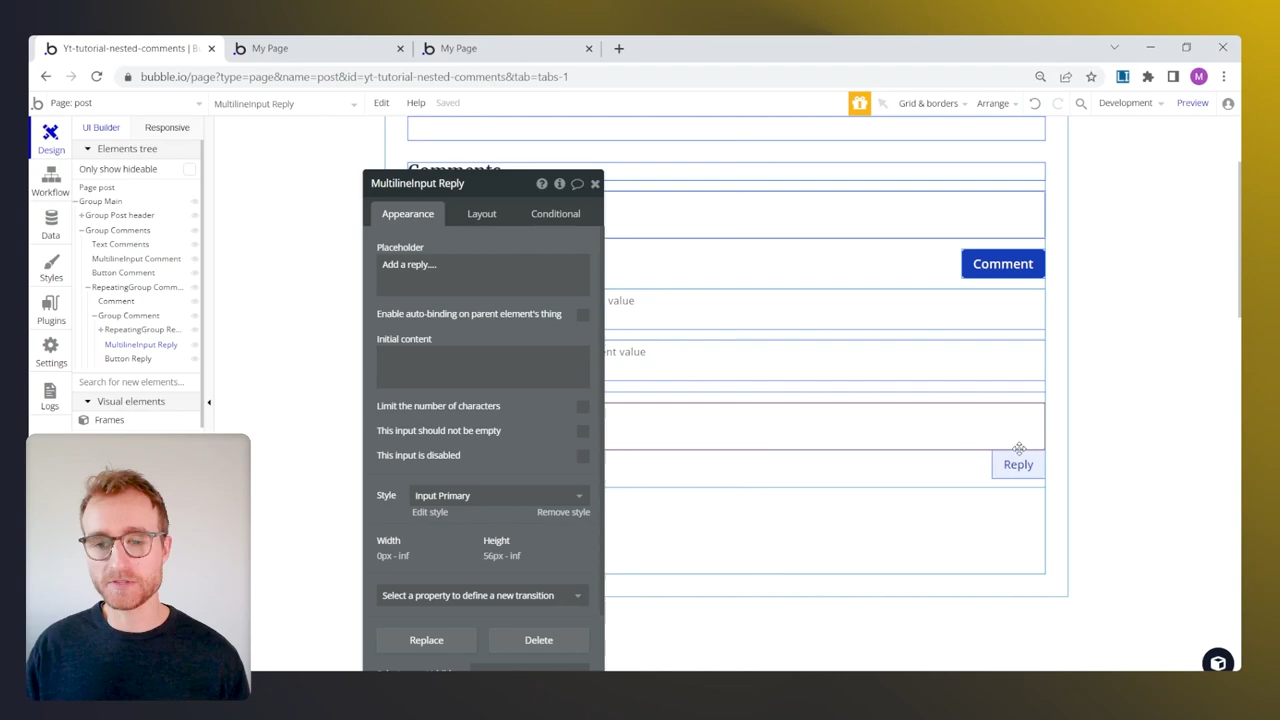 Yt-tutorial-nested-comments | B
My Page
My Page
bubble.io/page?type=page&name=post&id=yt-tutorial-nested-comments&tab=tabs-1
M
Page: post
MultilineInput Reply
Edit
Help
Saved
Grid & borders
Arrange
Development
Preview
Design
Workflow
Data
Styles
Plugins
Settings
Logs
UI Builder
Responsive
Elements tree
Only show hideable
Page post
Group Main
Group Post header
Group Comments
Text Comments
MultilineInput Comment
Button Comment
RepeatingGroup Comm...
Comment
Group Comment
RepeatingGroup Re...
MultilineInput Reply
Button Reply
Search for new elements...
Visual elements
Frames
MultilineInput Reply
Appearance
Layout
Conditional
Placeholder
Add a reply....
Enable auto-binding on parent element's thing
Initial content
Limit the number of characters
This input should not be empty
This input is disabled
Style
Input Primary
Edit style
Remove style
Width
Height
0px - inf
56px - inf
Select a property to define a new transition
Replace
Delete
Comments
Comment
value
nt value
Reply